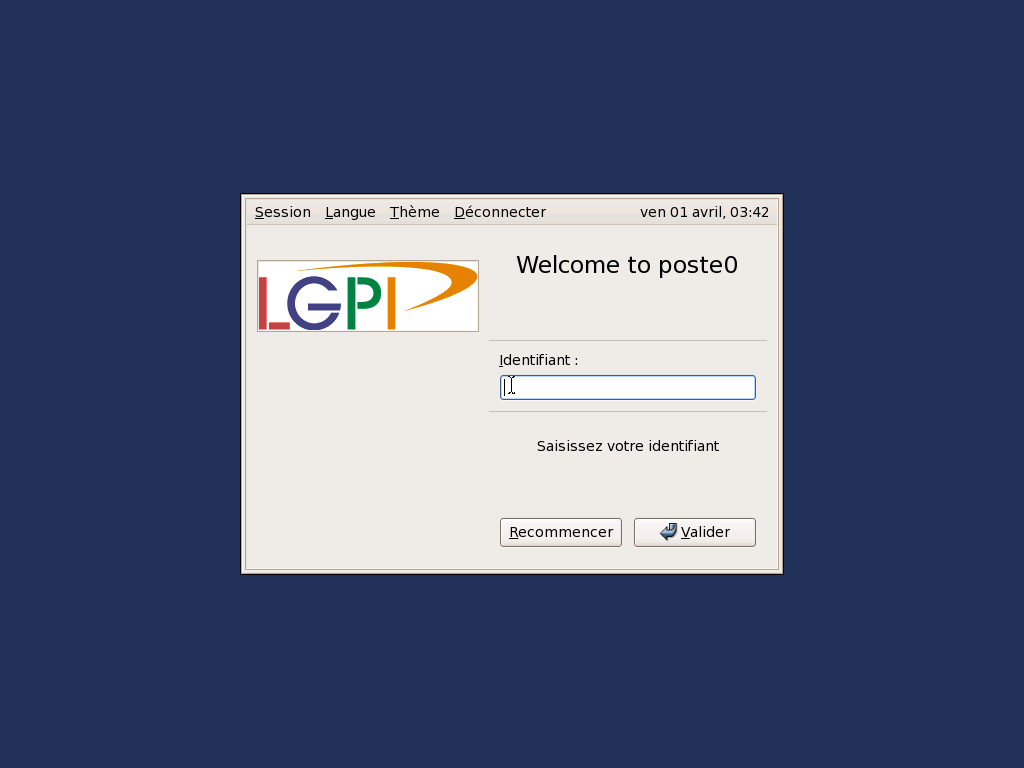 Session Langue Thème Déconnecter ven 01 avril, 03:42
LGPI
Welcome to poste0
Identifiant :
Saisissez votre identifiant
Recommencer Valider